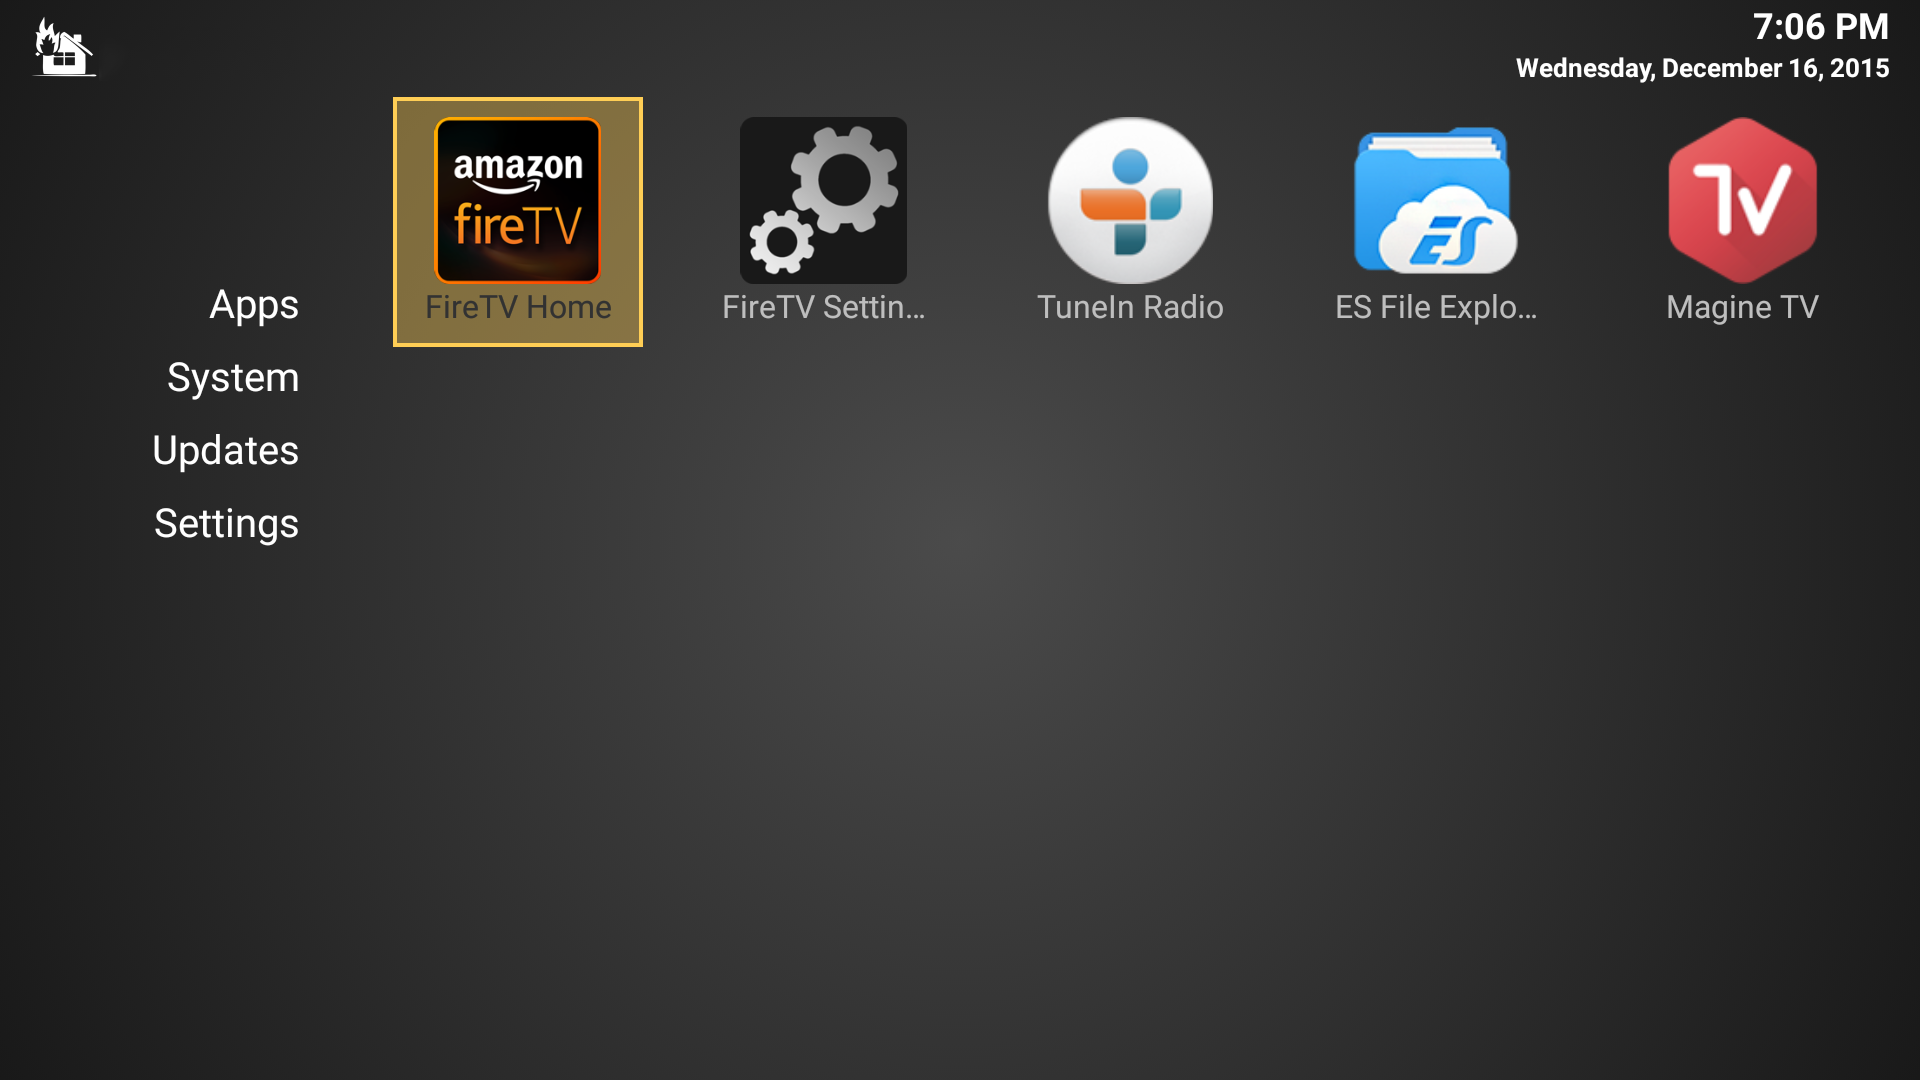 7:06 PM
Wednesday, December 16, 2015
amazon
fireTV
ES
TV
FireTV Home
FireTV Settin...
TuneIn Radio
ES File Explo...
Magine TV
Apps
System
Updates
Settings